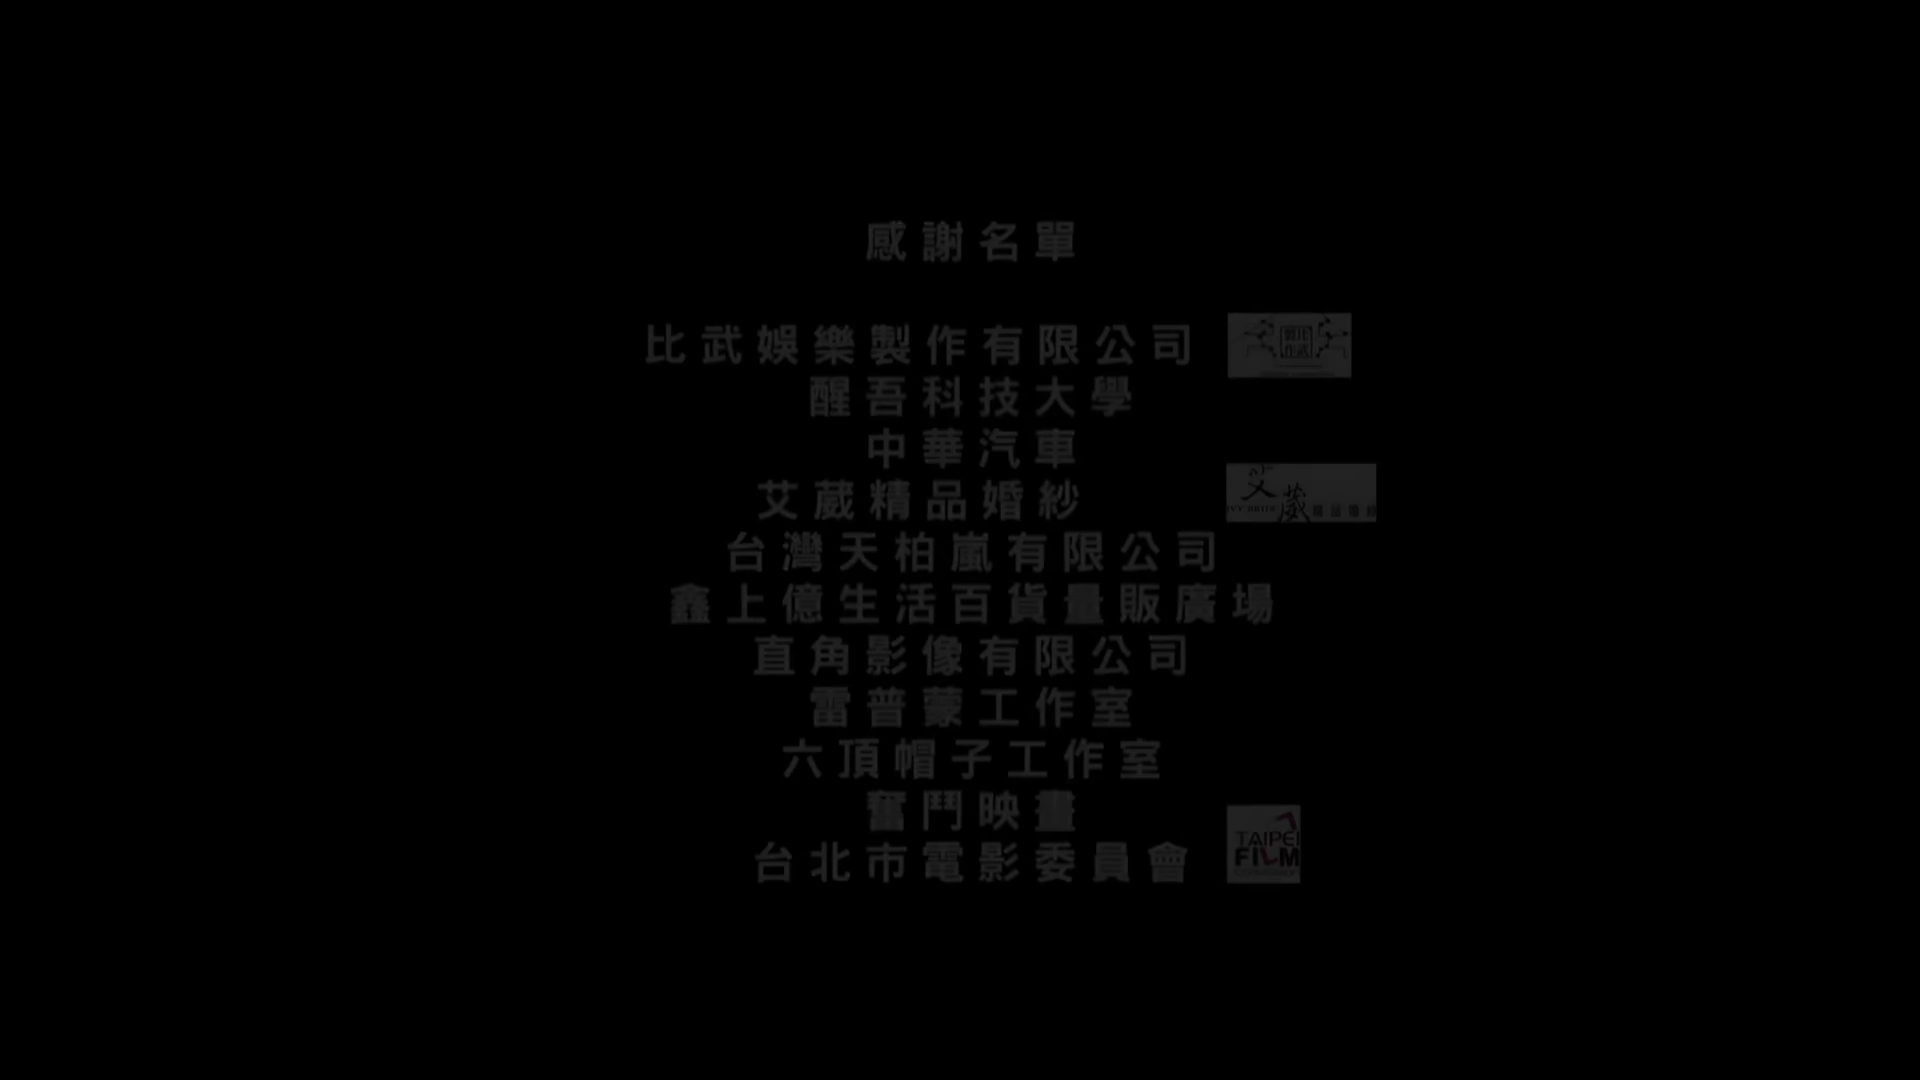 感謝名單
比武娛樂製作有限公司
醒吾科技大學
中華汽車
艾葳精品婚紗
艾葳
台灣天柏嵐有限公司
鑫上億生活百貨量販廣場
直角影像有限公司
雷普蒙工作室
六頂帽子工作室
奮鬥映畫
台北市電影委員會
TAIPEI
FILM